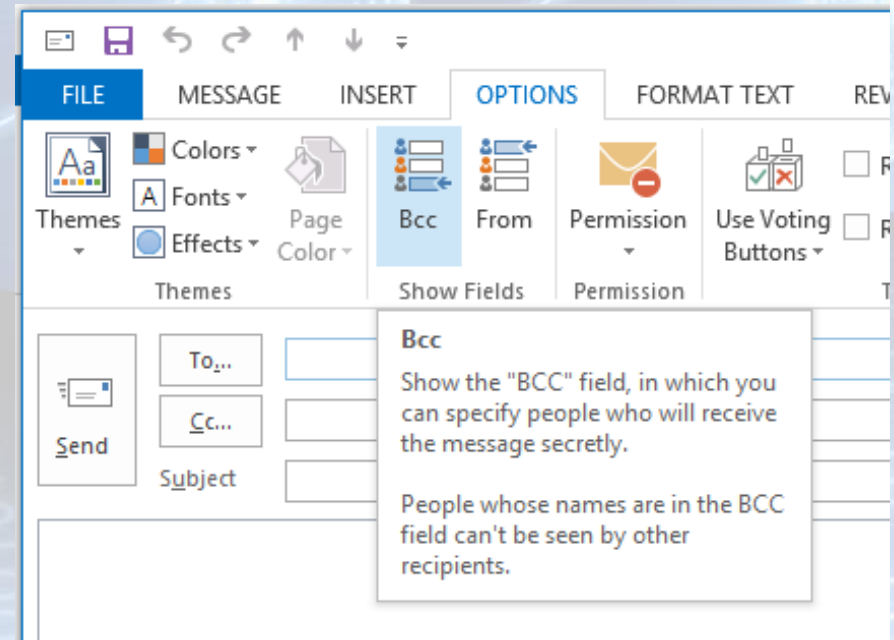 FILE MESSAGE INSERT OPTIONS FORMAT TEXT
Aa
Themes
Colors
A Fonts
Effects
Page
Color
Bcc
From
Permission
Use Voting
Buttons
R
R
Themes
Show Fields
Permission
T
Send
To...
Cc...
Subject
Bcc
Show the "BCC" field, in which you
can specify people who will receive
the message secretly.
People whose names are in the BCC
field can't be seen by other
recipients.